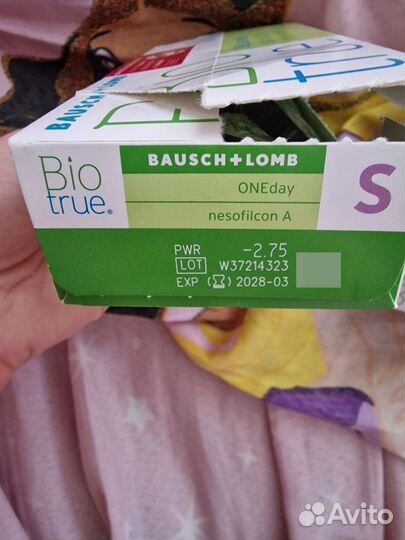 BAUSCH+LOMB
Bio
true®
BAUSCH+LOMB
ONEday
nesofilcon A
S
PWR -2.75
LOT W37214323
EXP 2028-03
Avito